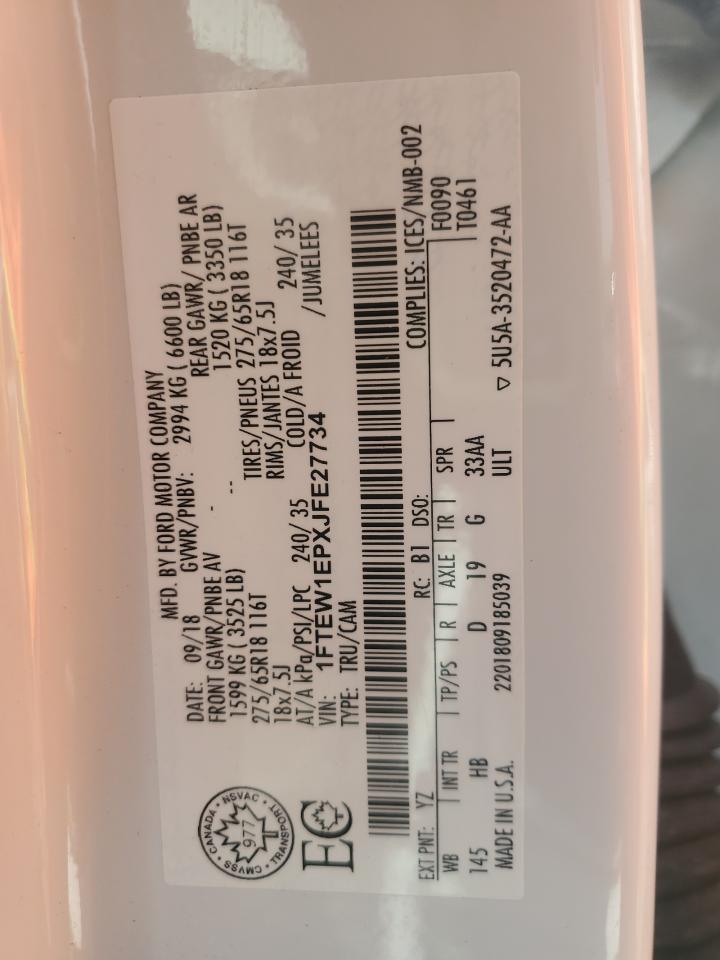 MFD. BY FORD MOTOR COMPANY
DATE: 09/18 GVWR/PNBV: 2994 KG ( 6600 LB)
FRONT GAWR/PNBE AV - REAR GAWR/ PNBE AR
1599 KG ( 3525 LB) -- 1520 KG ( 3350 LB)
275/65R18 116T TIRES/PNEUS 275/65R18 116T
18x7.5J RIMS/JANTES 18x7.5J
AT/A kPa/PSI/LPC 240/ 35 COLD/A FROID 240/ 35
VIN: 1FTEW1EPXJFE27734 /JUMELEES
TYPE: TRU/CAM
CANADA • NSVAC • TRANSPORT • CMVSS •
977
EC
COMPLIES: ICES/NMB-002
EXT PNT: YZ RC: B1 DSO: F0090
WB INT TR TP/PS R AXLE TR SPR T0461
145 HB D 19 G 33AA
MADE IN U.S.A. 2201809185039 ULT ▽ 5U5A-3520472-AA